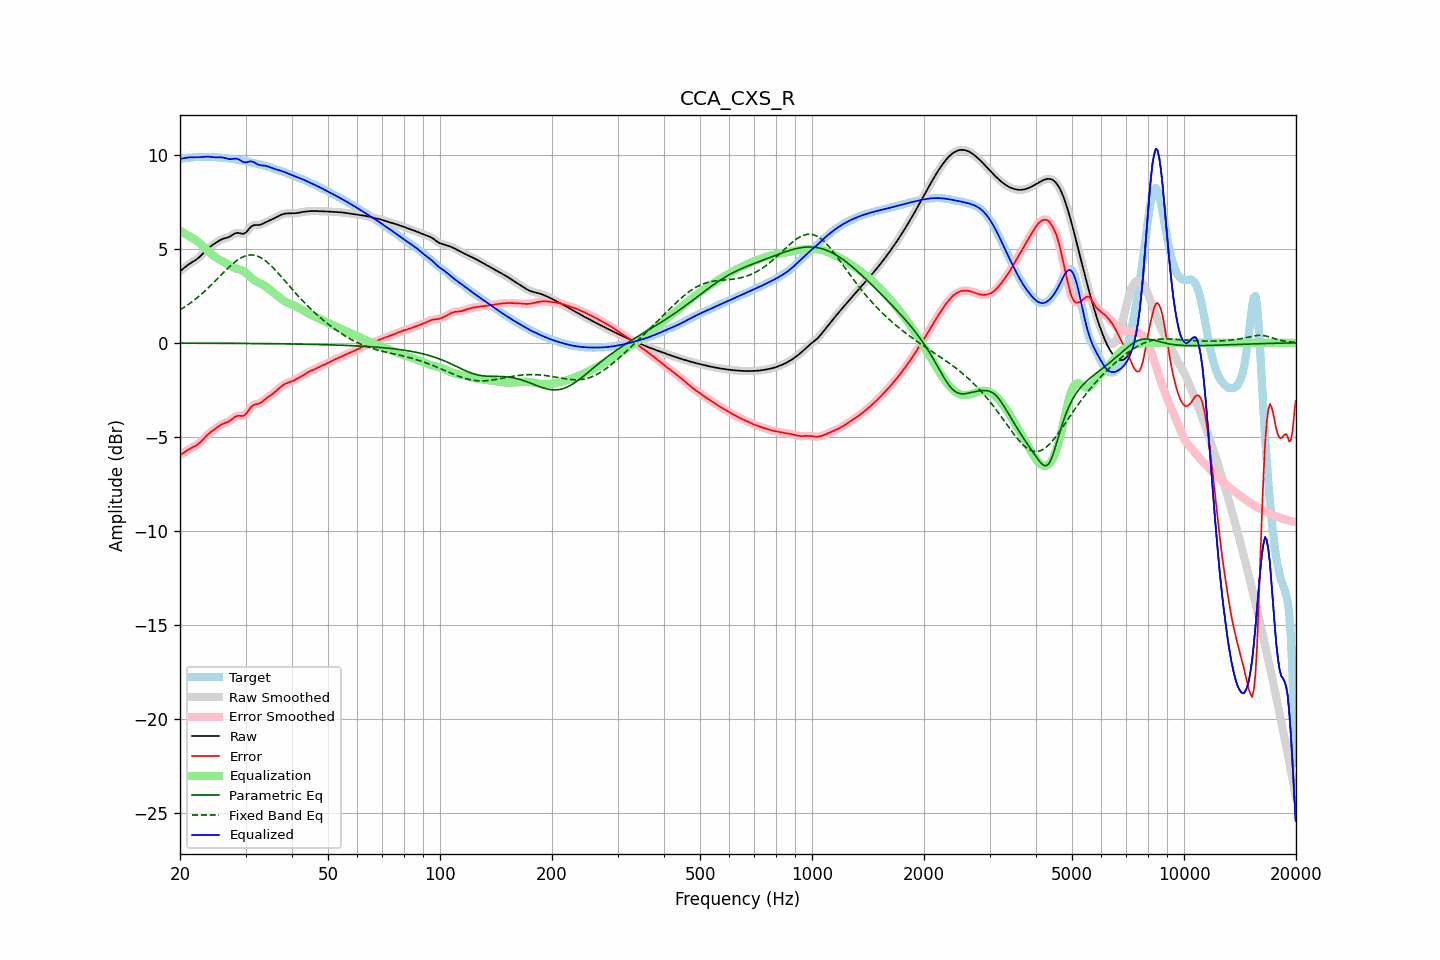 CCA_CXS_R
Amplitude (dBr)
10
5
0
−5
−10
−15
−20
−25
Target
Raw Smoothed
Error Smoothed
Raw
Error
Equalization
Parametric Eq
Fixed Band Eq
Equalized
20 50 100 200 500 1000 2000 5000 10000 20000
Frequency (Hz)